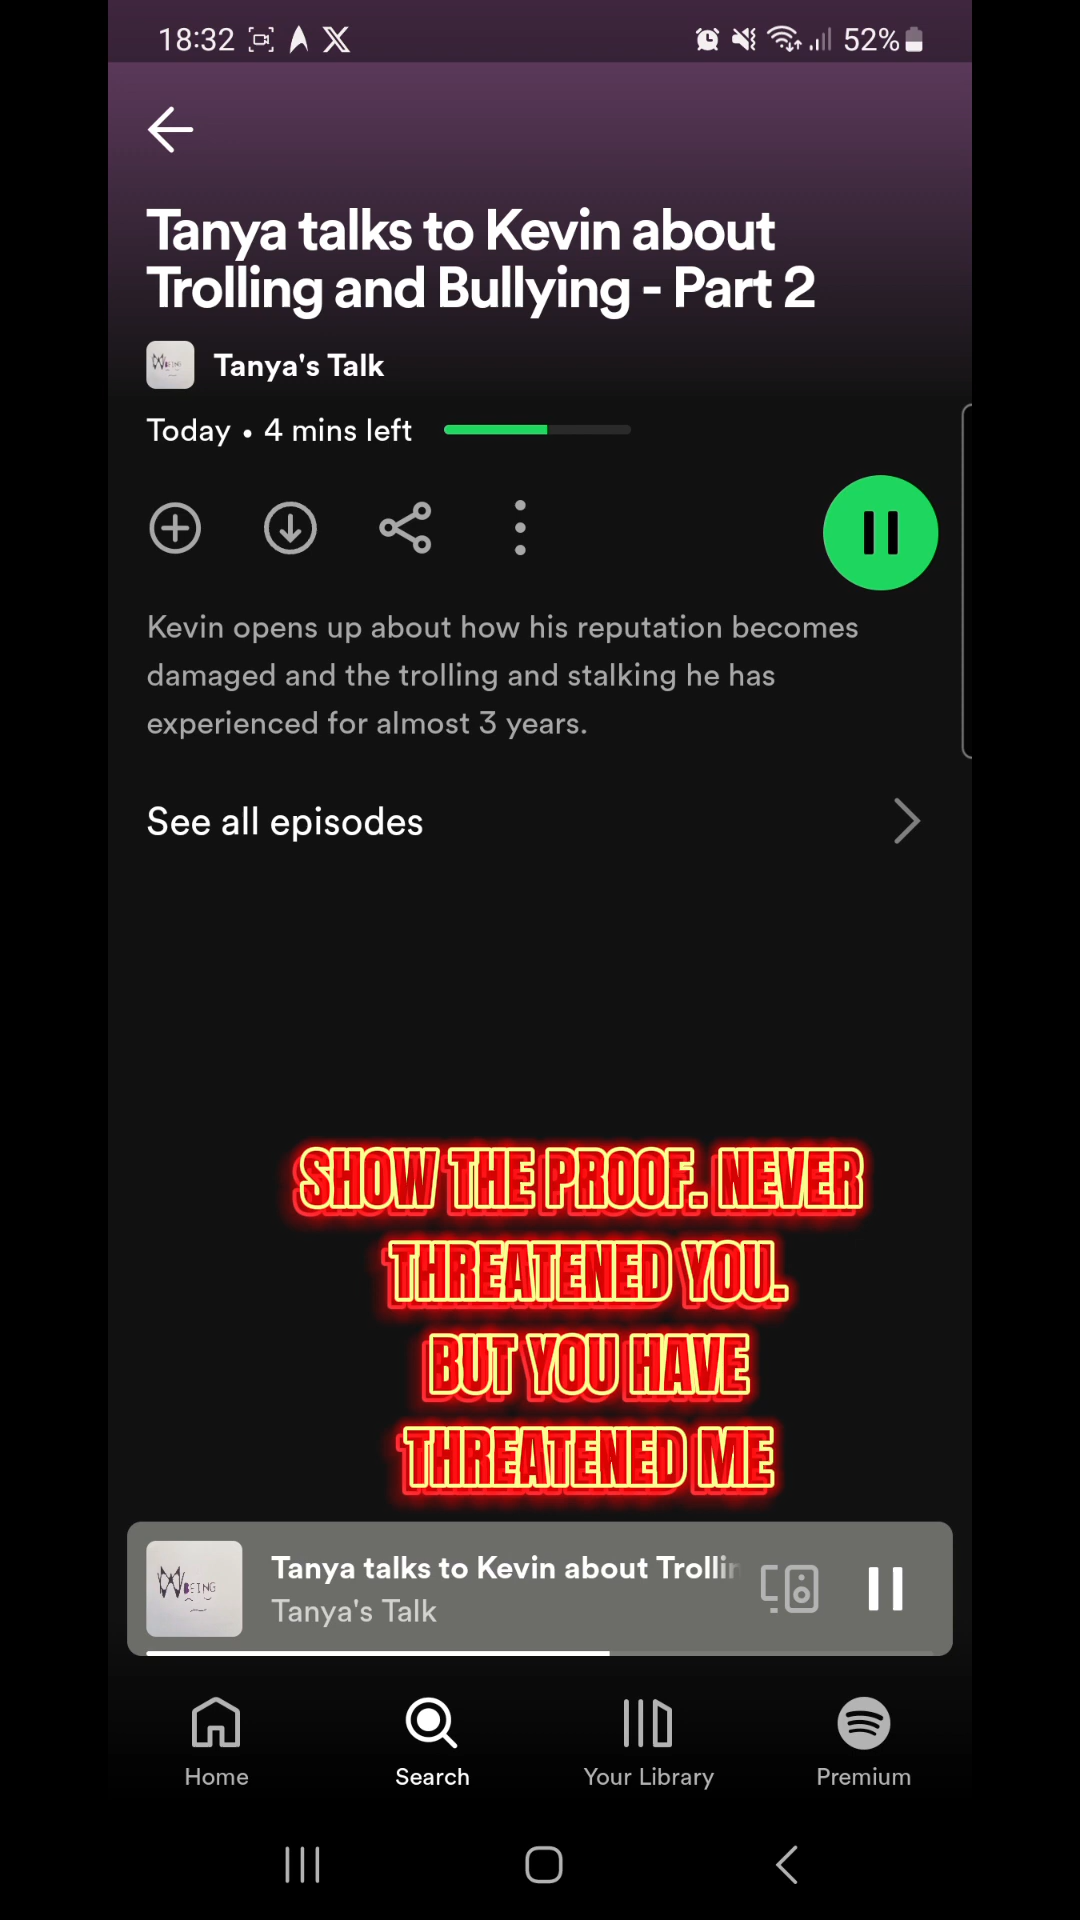 18:32 52%
Tanya talks to Kevin about
Trolling and Bullying - Part 2
Tanya's Talk
Today • 4 mins left
Kevin opens up about how his reputation becomes
damaged and the trolling and stalking he has
experienced for almost 3 years.
See all episodes
SHOW THE PROOF. NEVER
THREATENED YOU.
BUT YOU HAVE
THREATENED ME
BEING
Tanya talks to Kevin about Trollin
Tanya's Talk
Home Search Your Library Premium